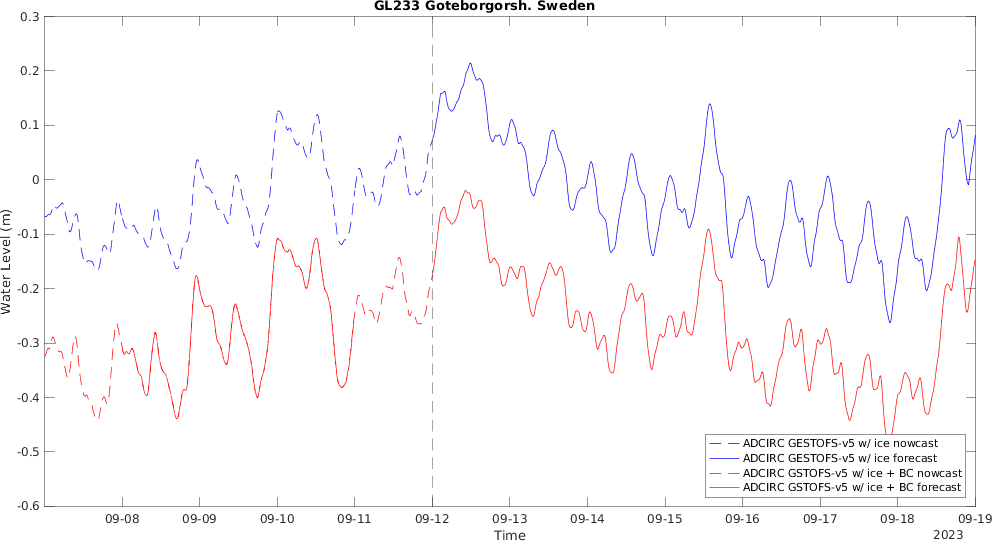 GL233 Goteborgorsh. Sweden
0.3
0.2
0.1
0
-0.1
-0.2
-0.3
-0.4
-0.5
-0.6
Water Level (m)
ADCIRC GESTOFS-v5 w/ ice nowcast
ADCIRC GESTOFS-v5 w/ ice forecast
ADCIRC GSTOFS-v5 w/ ice + BC nowcast
ADCIRC GSTOFS-v5 w/ ice + BC forecast
09-08 09-09 09-10 09-11 09-12 09-13 09-14 09-15 09-16 09-17 09-18 09-19
Time
2023